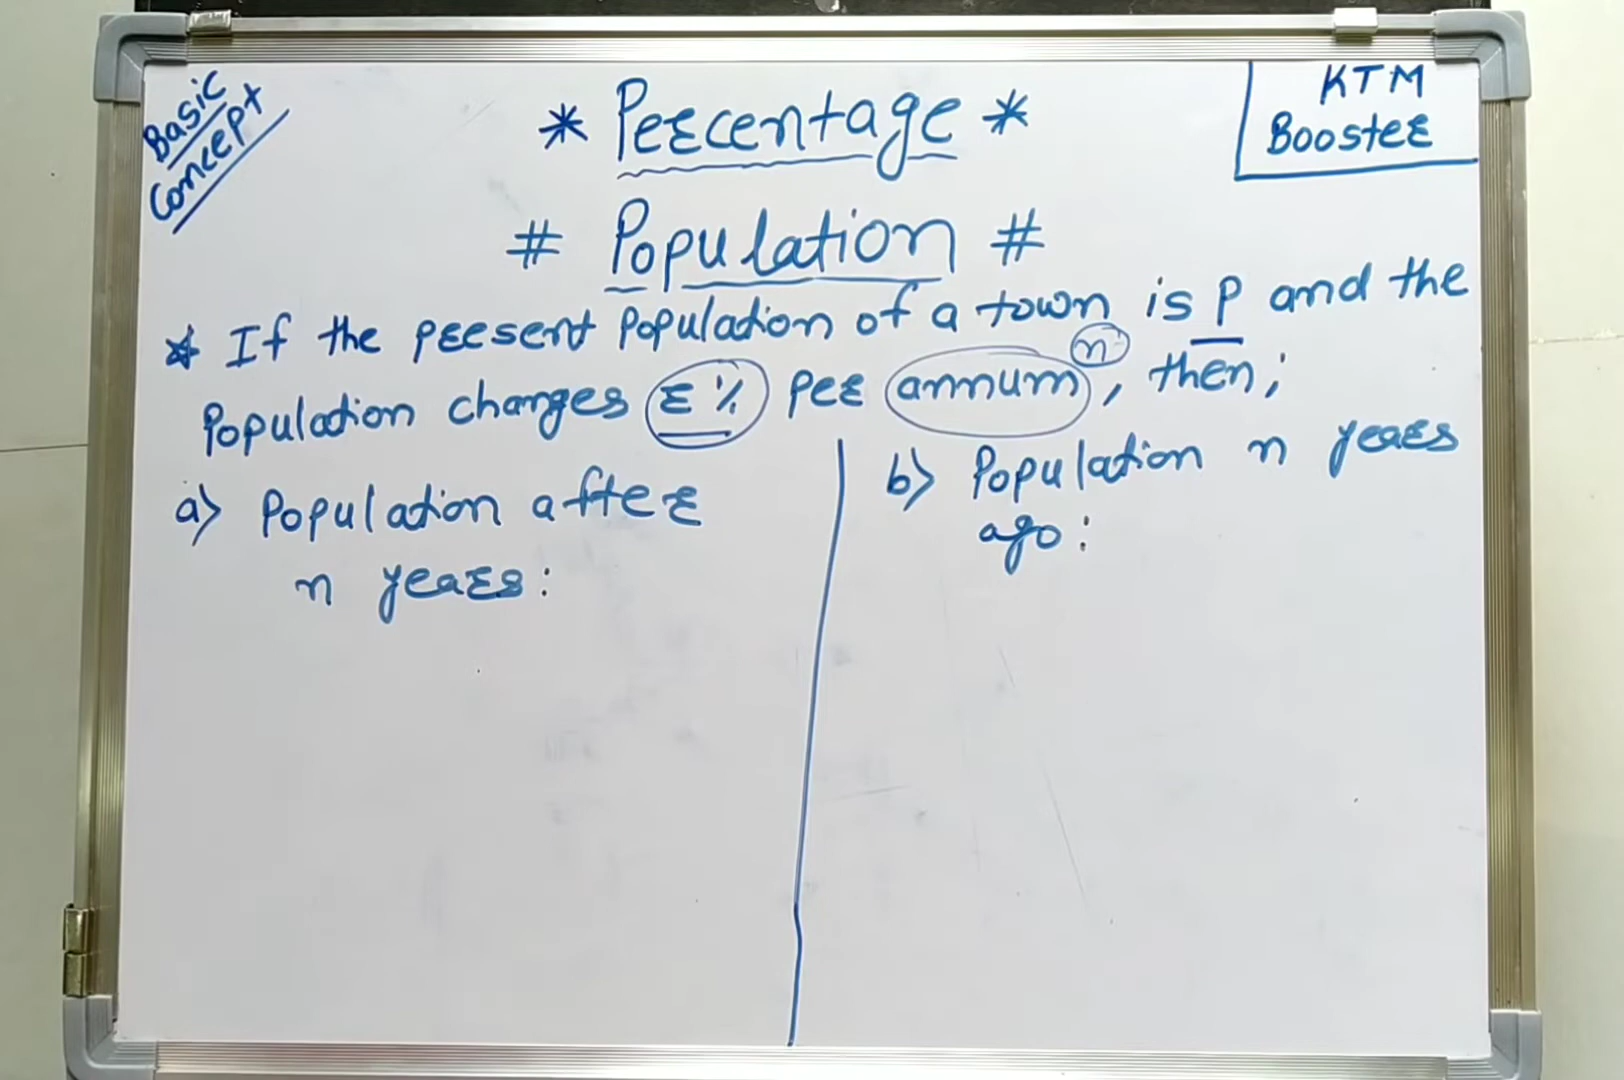 Basic
Concept
* Percentage *
KTM
Booster
# Population #
* If the present population of a town is P and the
Population changes r % per annum, n then;
a) Population after
n years:
b) Population n years
ago: